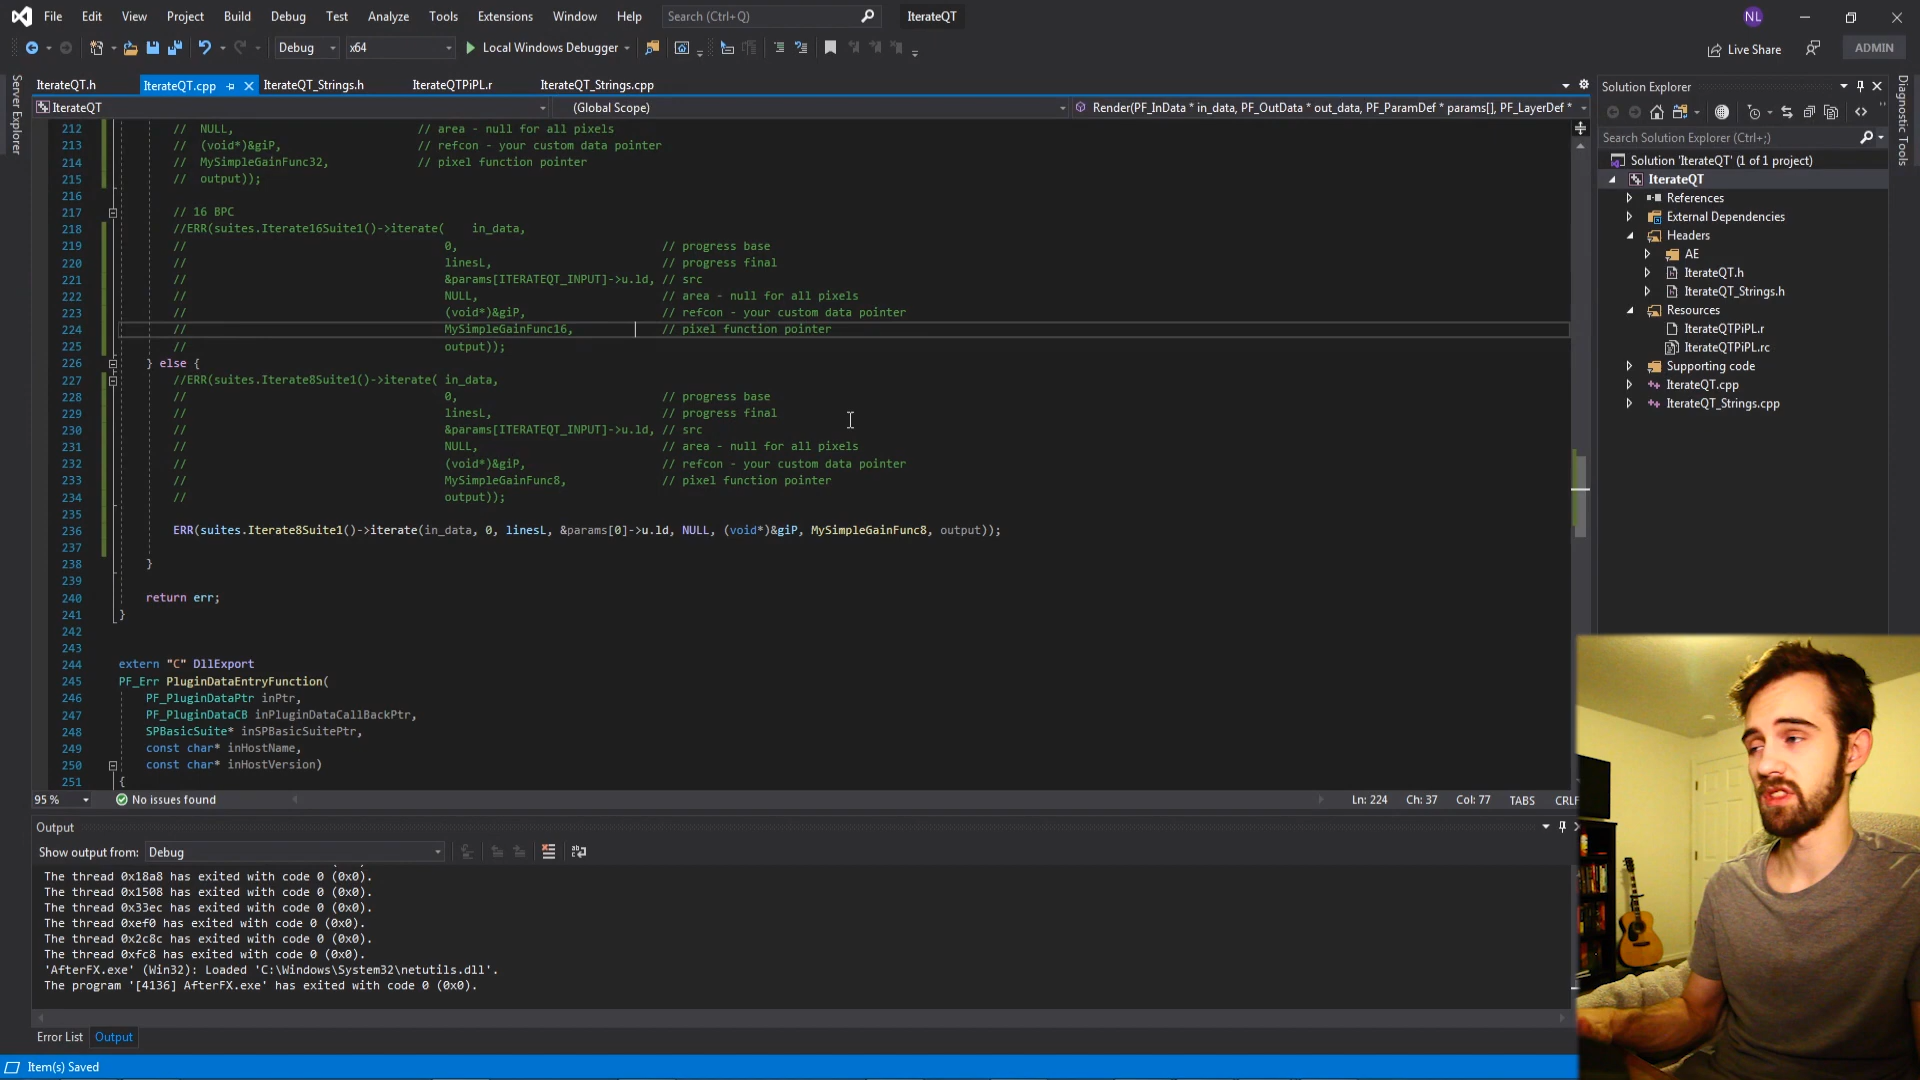 File Edit View Project Build Debug Test Analyze Tools Extensions Window Help Search (Ctrl+Q) IterateQT NL
Debug x64 Local Windows Debugger Live Share ADMIN
Server Explorer
IterateQT.h IterateQT.cpp IterateQT_Strings.h IterateQTPiPL.r IterateQT_Strings.cpp
IterateQT (Global Scope) Render(PF_InData * in_data, PF_OutData * out_data, PF_ParamDef * params[], PF_LayerDef *
212 // NULL, // area - null for all pixels
213 // (void*)&giP, // refcon - your custom data pointer
214 // MySimpleGainFunc32, // pixel function pointer
215 // output));
216
217 // 16 BPC
218 //ERR(suites.Iterate16Suite1()->iterate( in_data,
219 // 0, // progress base
220 // linesL, // progress final
221 // &params[ITERATEQT_INPUT]->u.ld, // src
222 // NULL, // area - null for all pixels
223 // (void*)&giP, // refcon - your custom data pointer
224 // MySimpleGainFunc16, // pixel function pointer
225 // output));
226 } else {
227 //ERR(suites.Iterate8Suite1()->iterate( in_data,
228 // 0, // progress base
229 // linesL, // progress final
230 // &params[ITERATEQT_INPUT]->u.ld, // src
231 // NULL, // area - null for all pixels
232 // (void*)&giP, // refcon - your custom data pointer
233 // MySimpleGainFunc8, // pixel function pointer
234 // output));
235
236 ERR(suites.Iterate8Suite1()->iterate(in_data, 0, linesL, &params[0]->u.ld, NULL, (void*)&giP, MySimpleGainFunc8, output));
237
238 }
239
240 return err;
241 }
242
243
244 extern "C" DllExport
245 PF_Err PluginDataEntryFunction(
246 PF_PluginDataPtr inPtr,
247 PF_PluginDataCB inPluginDataCallBackPtr,
248 SPBasicSuite* inSPBasicSuitePtr,
249 const char* inHostName,
250 const char* inHostVersion)
251 {
95 % No issues found Ln: 224 Ch: 37 Col: 77 TABS CRLF
Output
Show output from: Debug
The thread 0x18a8 has exited with code 0 (0x0).
The thread 0x1508 has exited with code 0 (0x0).
The thread 0x33ec has exited with code 0 (0x0).
The thread 0xef0 has exited with code 0 (0x0).
The thread 0x2c8c has exited with code 0 (0x0).
The thread 0xfc8 has exited with code 0 (0x0).
'AfterFX.exe' (Win32): Loaded 'C:\Windows\System32\netutils.dll'.
The program '[4136] AfterFX.exe' has exited with code 0 (0x0).
Error List Output
Item(s) Saved
Solution Explorer
Search Solution Explorer (Ctrl+;)
Solution 'IterateQT' (1 of 1 project)
IterateQT
References
External Dependencies
Headers
AE
IterateQT.h
IterateQT_Strings.h
Resources
IterateQTPiPL.r
IterateQTPiPL.rc
Supporting code
IterateQT.cpp
IterateQT_Strings.cpp
Diagnostic Tools